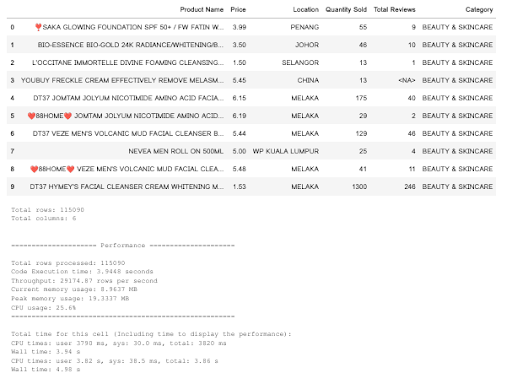 Product Name Price Location Quantity Sold Total Reviews Category
0 ❣️SAKA GLOWING FOUNDATION SPF 50+ / FW FATIN W... 3.99 PENANG 55 9 BEAUTY & SKINCARE
1 BIO-ESSENCE BIO-GOLD 24K RADIANCE/WHITENING/B... 3.50 JOHOR 46 10 BEAUTY & SKINCARE
2 L'OCCITANE IMMORTELLE DIVINE FOAMING CLEANSING... 1.50 SELANGOR 13 1 BEAUTY & SKINCARE
3 YOUBUY FRECKLE CREAM EFFECTIVELY REMOVE MELASM... 5.45 CHINA 13 <NA> BEAUTY & SKINCARE
4 DT37 JOMTAM JOLYUM NICOTIMIDE AMINO ACID FACIA... 6.15 MELAKA 175 40 BEAUTY & SKINCARE
5 ❤️88HOME❤️ JOMTAM JOLYUM NICOTIMIDE AMINO ACID... 6.19 MELAKA 29 2 BEAUTY & SKINCARE
6 DT37 VEZE MEN'S VOLCANIC MUD FACIAL CLEANSER B... 5.44 MELAKA 129 46 BEAUTY & SKINCARE
7 NEVEA MEN ROLL ON 500ML 5.00 WP KUALA LUMPUR 25 4 BEAUTY & SKINCARE
8 ❤️88HOME❤️ VEZE MEN'S VOLCANIC MUD FACIAL CLEA... 5.48 MELAKA 41 11 BEAUTY & SKINCARE
9 DT37 HYMEY'S FACIAL CLEANSER CREAM WHITENING M... 1.53 MELAKA 1300 246 BEAUTY & SKINCARE
Total rows: 115090
Total columns: 6
===================== Performance =====================
Total rows processed: 115090
Code Execution time: 3.9448 seconds
Throughput: 29174.87 rows per second
Current memory usage: 8.9637 MB
Peak memory usage: 19.3337 MB
CPU usage: 25.6%
=======================================================
Total time for this cell (Including time to display the performance):
CPU times: user 3790 ms, sys: 30.0 ms, total: 3820 ms
Wall time: 3.94 s
CPU times: user 3.82 s, sys: 38.5 ms, total: 3.86 s
Wall time: 4.98 s